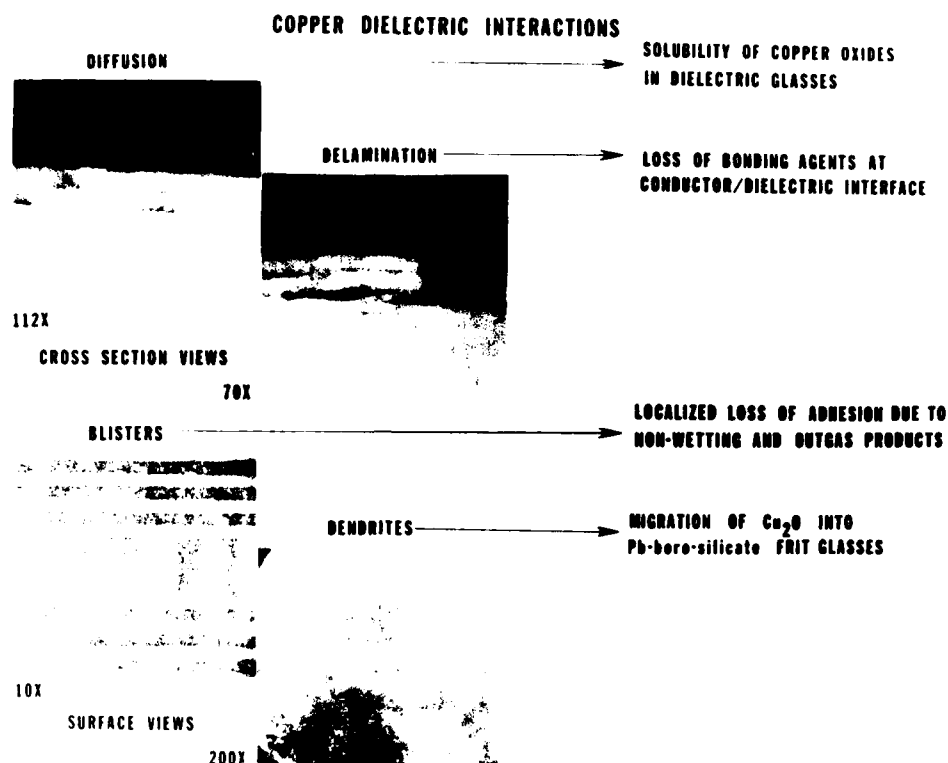 COPPER DIELECTRIC INTERACTIONS
DIFFUSION
SOLUBILITY OF COPPER OXIDES
IN DIELECTRIC GLASSES
DELAMINATION
LOSS OF BONDING AGENTS AT
CONDUCTOR/DIELECTRIC INTERFACE
112X
CROSS SECTION VIEWS
70X
BLISTERS
LOCALIZED LOSS OF ADHESION DUE TO
NON-WETTING AND OUTGAS PRODUCTS
DENDRITES
MIGRATION OF Cu₂O INTO
Pb-boro-silicate FRIT GLASSES
10X
SURFACE VIEWS
200X